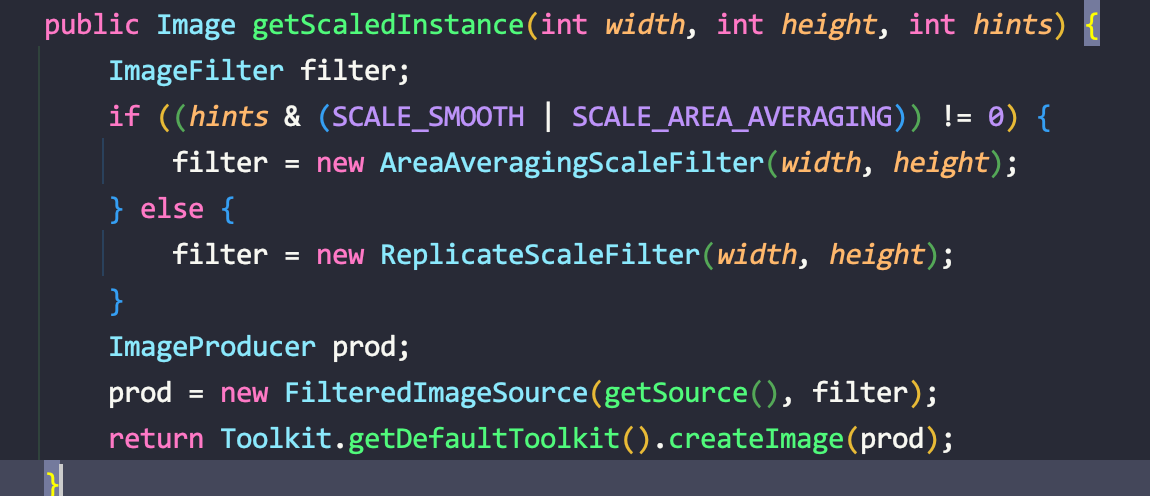 public Image getScaledInstance(int width, int height, int hints) {
    ImageFilter filter;
    if ((hints & (SCALE_SMOOTH | SCALE_AREA_AVERAGING)) != 0) {
        filter = new AreaAveragingScaleFilter(width, height);
    } else {
        filter = new ReplicateScaleFilter(width, height);
    }
    ImageProducer prod;
    prod = new FilteredImageSource(getSource(), filter);
    return Toolkit.getDefaultToolkit().createImage(prod);
}